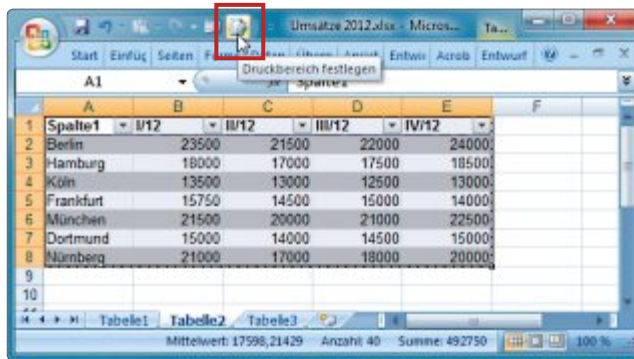 Umsätze 2012.xlsx - Micros... Ta...
Start Einfüg Seiten Entwic Acrob Entwurf
Druckbereich festlegen
A1 Spalte1
A B C D E F
1 Spalte1 I/12 II/12 III/12 IV/12
2 Berlin 23500 21500 22000 24000
3 Hamburg 18000 17000 17500 18500
4 Köln 13500 13000 12500 13000
5 Frankfurt 15750 14500 15000 14000
6 München 21500 20000 21000 22500
7 Dortmund 15000 14000 14500 15000
8 Nürnberg 21000 17000 18000 20000
9
10
Tabelle1 Tabelle2 Tabelle3
Mittelwert: 17598,21429 Anzahl: 40 Summe: 492750 100 %